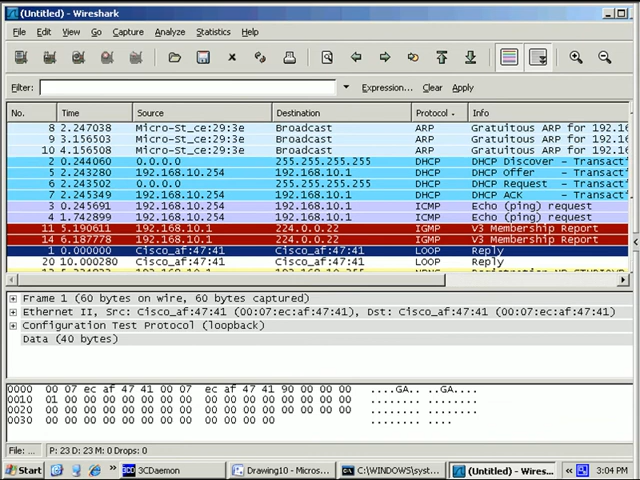 (Untitled) - Wireshark
File Edit View Go Capture Analyze Statistics Help
Filter: Expression... Clear Apply
No. Time Source Destination Protocol Info
8 2.247038 Micro-St_ce:29:3e Broadcast ARP Gratuitous ARP for 192.16
9 3.156503 Micro-St_ce:29:3e Broadcast ARP Gratuitous ARP for 192.16
10 4.156508 Micro-St_ce:29:3e Broadcast ARP Gratuitous ARP for 192.16
2 0.244060 0.0.0.0 255.255.255.255 DHCP DHCP Discover - Transact
5 2.243280 192.168.10.254 192.168.10.1 DHCP DHCP Offer - Transact
6 2.243502 0.0.0.0 255.255.255.255 DHCP DHCP Request - Transact
7 2.245349 192.168.10.254 192.168.10.1 DHCP DHCP ACK - Transact
3 0.245691 192.168.10.254 192.168.10.1 ICMP Echo (ping) request
4 1.742899 192.168.10.254 192.168.10.1 ICMP Echo (ping) request
11 5.190611 192.168.10.1 224.0.0.22 IGMP V3 Membership Report
14 6.187778 192.168.10.1 224.0.0.22 IGMP V3 Membership Report
1 0.000000 Cisco_af:47:41 Cisco_af:47:41 LOOP Reply
20 10.000280 Cisco_af:47:41 Cisco_af:47:41 LOOP Reply
Frame 1 (60 bytes on wire, 60 bytes captured)
Ethernet II, Src: Cisco_af:47:41 (00:07:ec:af:47:41), Dst: Cisco_af:47:41 (00:07:ec:af:47:41)
Configuration Test Protocol (loopback)
Data (40 bytes)
0000 00 07 ec af 47 41 00 07 ec af 47 41 90 00 00 00 ....GA.. ..GA....
0010 01 00 00 00 00 00 00 00 00 00 00 00 00 00 00 00 ........ ........
0020 00 00 00 00 00 00 00 00 00 00 00 00 00 00 00 00 ........ ........
0030 00 00 00 00 00 00 00 00 00 00 00 00 ........ ....
File: ... P: 23 D: 23 M: 0 Drops: 0
Start 3CDaemon Drawing10 - Micros... C:\WINDOWS\syst... (Untitled) - Wires... 3:04 PM